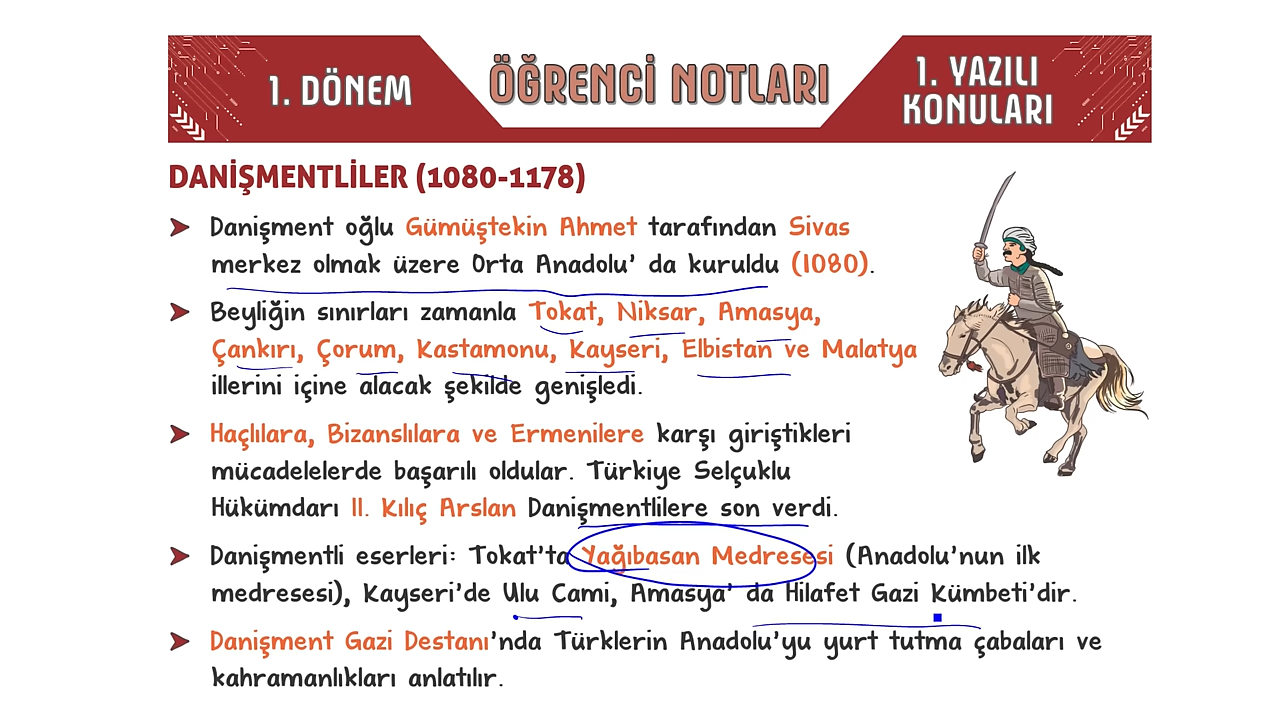 1. DÖNEM
ÖĞRENCİ NOTLARI
1. YAZILI
KONULARI
DANİŞMENTLİLER (1080-1178)
Danişment oğlu Gümüştekin Ahmet tarafından Sivas
merkez olmak üzere Orta Anadolu' da kuruldu (1080).
Beyliğin sınırları zamanla Tokat, Niksar, Amasya,
Çankırı, Çorum, Kastamonu, Kayseri, Elbistan ve Malatya
illerini içine alacak şekilde genişledi.
Haçlılara, Bizanslılara ve Ermenilere karşı giriştikleri
mücadelelerde başarılı oldular. Türkiye Selçuklu
Hükümdarı II. Kılıç Arslan Danişmentlilere son verdi.
Danişmentli eserleri: Tokat'ta Yağıbasan Medresesi (Anadolu'nun ilk
medresesi), Kayseri'de Ulu Cami, Amasya' da Hilafet Gazi Kümbeti'dir.
Danişment Gazi Destanı'nda Türklerin Anadolu'yu yurt tutma çabaları ve
kahramanlıkları anlatılır.